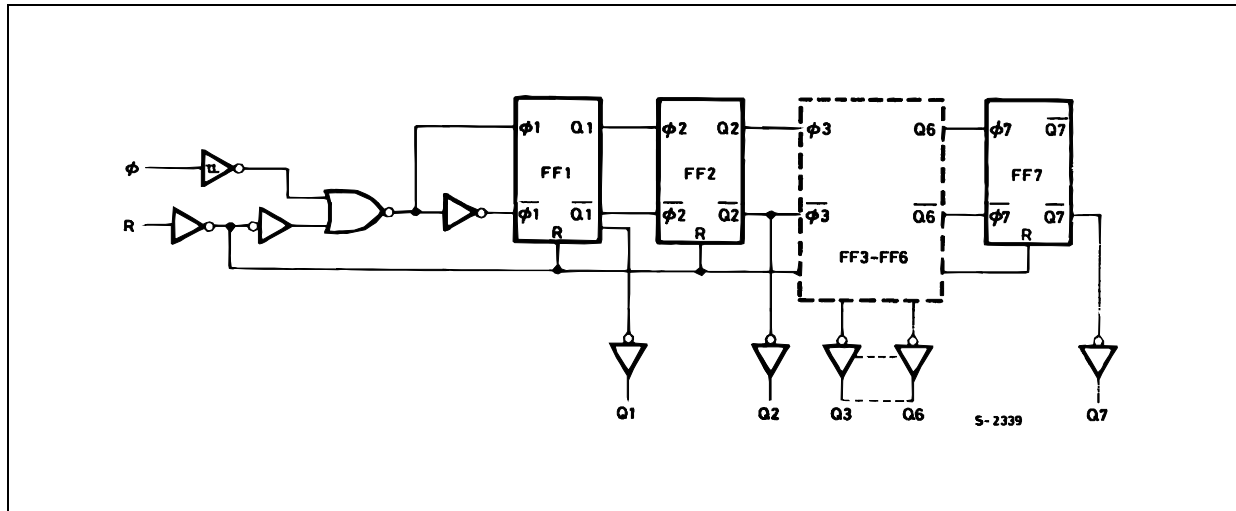 ϕ1 Q1 ϕ2 Q2 ϕ3 Q6 ϕ7 Q̅7̅
ϕ
FF1 FF2 FF7
R
ϕ̅1̅ Q̅1̅ ϕ̅2̅ Q̅2̅ ϕ̅3̅ Q̅6̅ ϕ̅7̅ Q̅7̅
R R R
FF3~FF6
Q1 Q2 Q3 Q6 Q7
S-2339